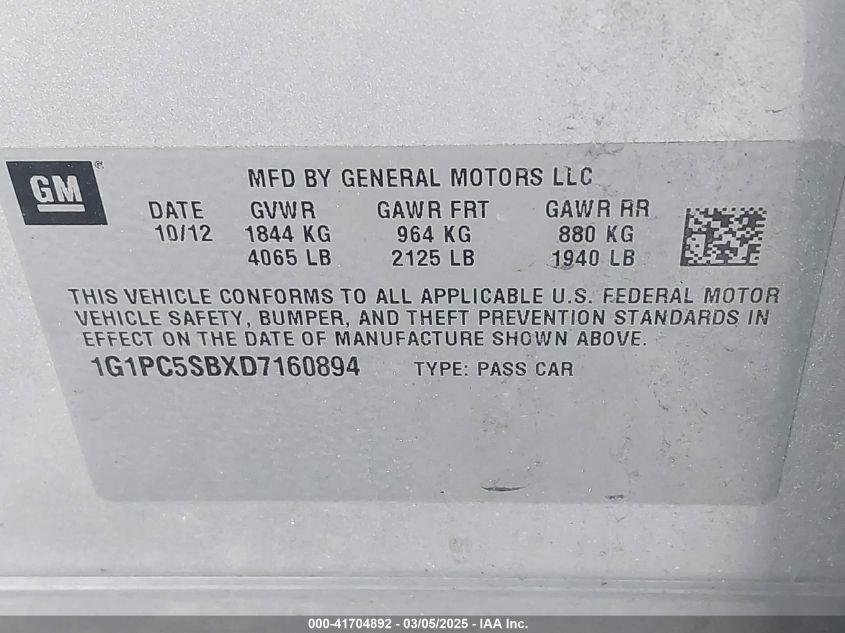 GM®
MFD BY GENERAL MOTORS LLC
DATE GVWR GAWR FRT GAWR RR
10/12 1844 KG 964 KG 880 KG
4065 LB 2125 LB 1940 LB
THIS VEHICLE CONFORMS TO ALL APPLICABLE U.S. FEDERAL MOTOR
VEHICLE SAFETY, BUMPER, AND THEFT PREVENTION STANDARDS IN
EFFECT ON THE DATE OF MANUFACTURE SHOWN ABOVE.
1G1PC5SBXD7160894 TYPE: PASS CAR
000-41704892 - 03/05/2025 - IAA Inc.